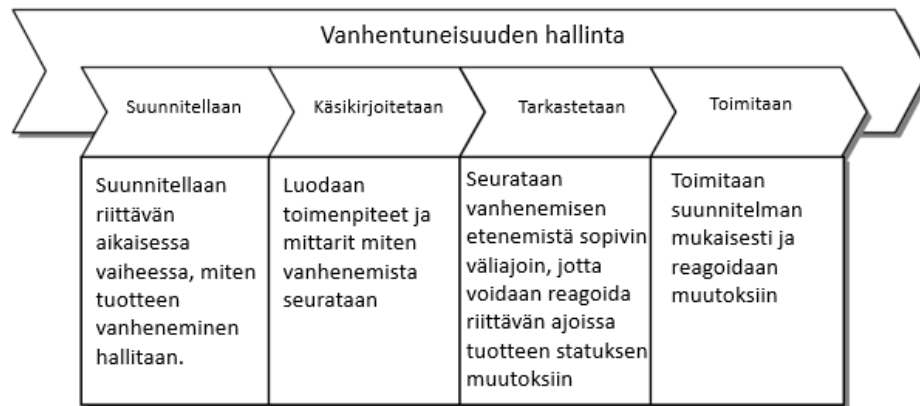 Vanhentuneisuuden hallinta
Suunnitellaan
Käsikirjoitetaan
Tarkastetaan
Toimitaan
Suunnitellaan
riittävän
aikaisessa
vaiheessa, miten
tuotteen
vanheneminen
hallitaan.
Luodaan
toimenpiteet ja
mittarit miten
vanhenemista
seurataan
Seurataan
vanhenemisen
etenemistä sopivin
väliajoin, jotta
voidaan reagoida
riittävän ajoissa
tuotteen statuksen
muutoksiin
Toimitaan
suunnitelman
mukaisesti ja
reagoidaan
muutoksiin